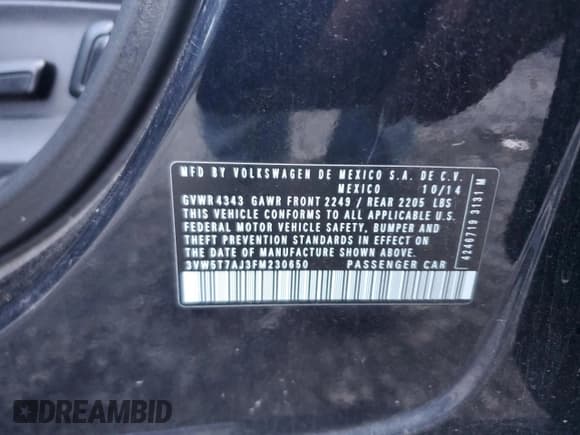 MFD BY VOLKSWAGEN DE MEXICO S.A. DE C.V.
MEXICO 10/14
GVWR 4343 GAWR FRONT 2249 / REAR 2205 LBS
THIS VEHICLE CONFORMS TO ALL APPLICABLE U.S.
FEDERAL MOTOR VEHICLE SAFETY, BUMPER AND
THEFT PREVENTION STANDARDS IN EFFECT ON
THE DATE OF MANUFACTURE SHOWN ABOVE.
3VW5T7AJ3FM230650 PASSENGER CAR
4240719 3131 M
DREAMBID